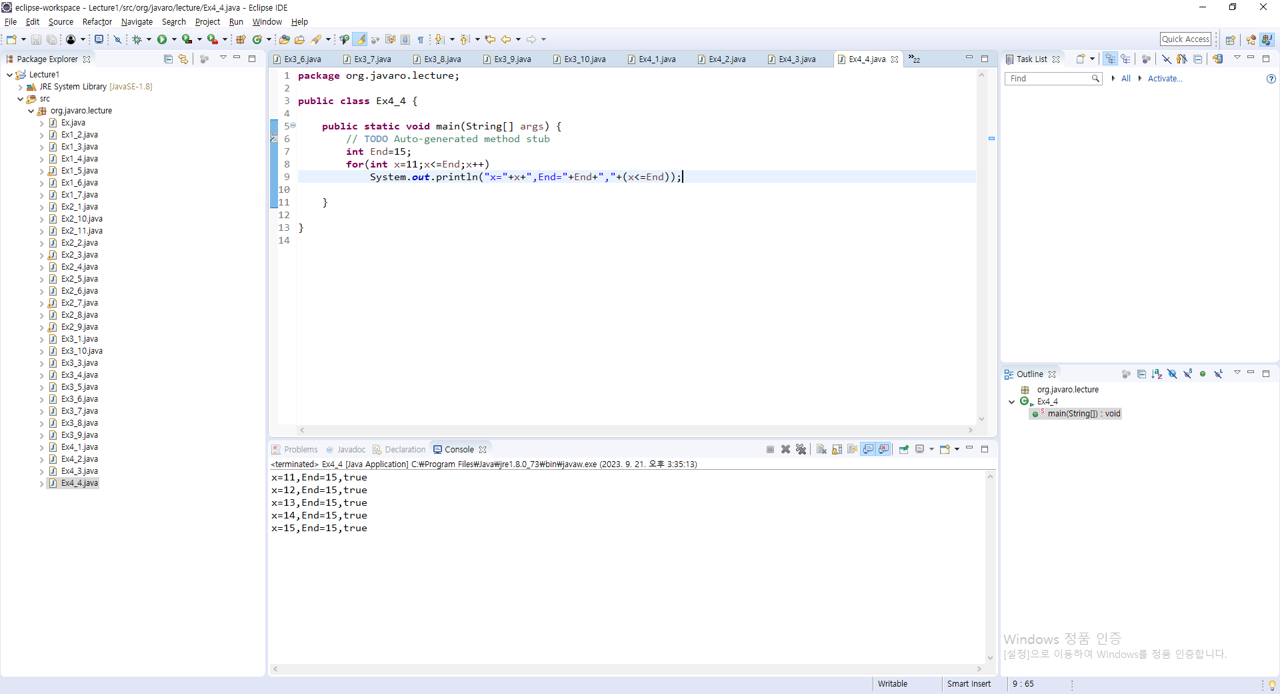 eclipse-workspace - Lecture1/src/org/javaro/lecture/Ex4_4.java - Eclipse IDE
File Edit Source Refactor Navigate Search Project Run Window Help
Quick Access
Package Explorer
Lecture1
JRE System Library [JavaSE-1.8]
src
org.javaro.lecture
Ex.java
Ex1_2.java
Ex1_3.java
Ex1_4.java
Ex1_5.java
Ex1_6.java
Ex1_7.java
Ex2_1.java
Ex2_10.java
Ex2_11.java
Ex2_2.java
Ex2_3.java
Ex2_4.java
Ex2_5.java
Ex2_6.java
Ex2_7.java
Ex2_8.java
Ex2_9.java
Ex3_1.java
Ex3_10.java
Ex3_3.java
Ex3_4.java
Ex3_5.java
Ex3_6.java
Ex3_7.java
Ex3_8.java
Ex3_9.java
Ex4_1.java
Ex4_2.java
Ex4_3.java
Ex4_4.java
Ex3_6.java Ex3_7.java Ex3_8.java Ex3_9.java Ex3_10.java Ex4_1.java Ex4_2.java Ex4_3.java Ex4_4.java »22
1 package org.javaro.lecture;
2
3 public class Ex4_4 {
4
5 public static void main(String[] args) {
6 // TODO Auto-generated method stub
7 int End=15;
8 for(int x=11;x<=End;x++)
9 System.out.println("x="+x+",End="+End+","+(x<=End));
10
11 }
12
13 }
14
Problems Javadoc Declaration Console
<terminated> Ex4_4 [Java Application] C:₩Program Files₩Java₩jre1.8.0_73₩bin₩javaw.exe (2023. 9. 21. 오후 3:35:13)
x=11,End=15,true
x=12,End=15,true
x=13,End=15,true
x=14,End=15,true
x=15,End=15,true
Task List
Find All Activate...
Outline
org.javaro.lecture
Ex4_4
main(String[]) : void
Windows 정품 인증
[설정]으로 이동하여 Windows를 정품 인증합니다.
Writable Smart Insert 9 : 65